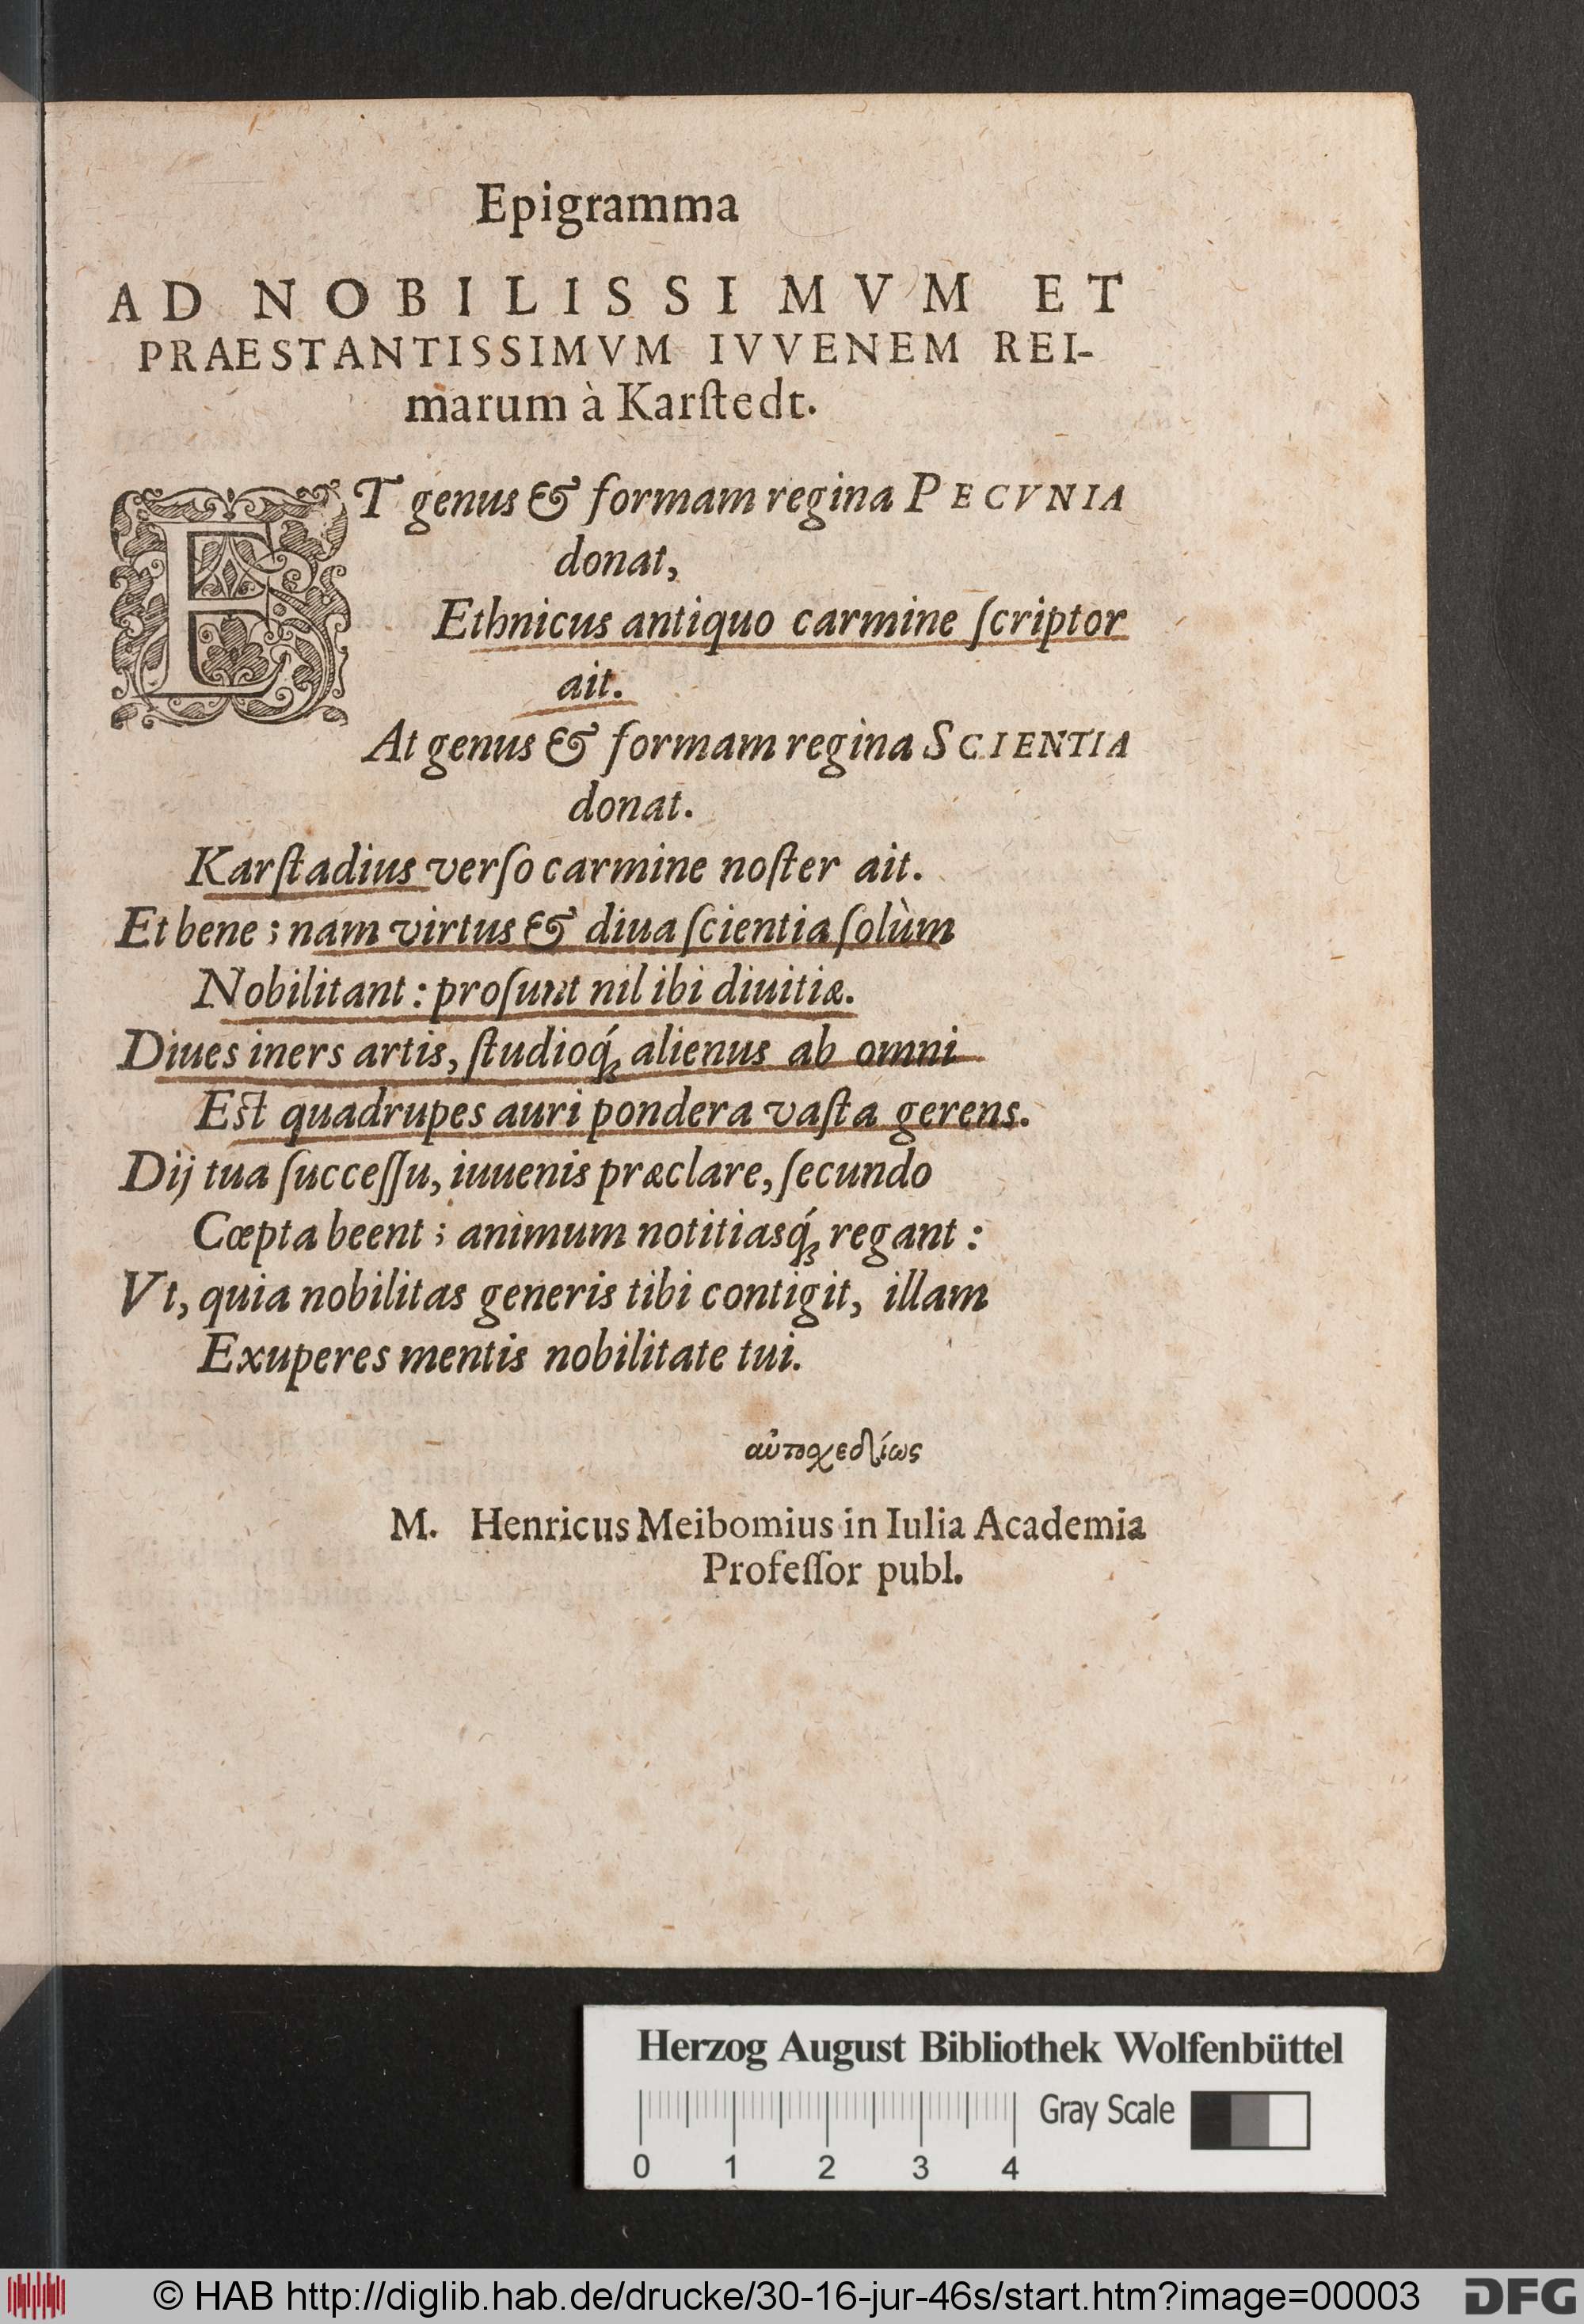 Epigramma
AD NOBILISSIMVM ET
PRAESTANTISSIMVM IVVENEM REI-
marum à Karſtedt.
ET genus & formam regina PECVNIA
donat,
Ethnicus antiquo carmine ſcriptor
ait.
At genus & formam regina SCIENTIA
donat.
Karſtadius verſo carmine noſter ait.
Et bene; nam virtus & diua ſcientia ſolùm
Nobilitant: proſunt nil ibi diuitiæ.
Diues iners artis, ſtudioq́ꝫ alienus ab omni
Eſt quadrupes auri pondera vaſta gerens.
Dij tua ſucceſſu, iuuenis præclare, ſecundo
Cœpta beent; animum notitiasq́ꝫ regant:
Vt, quia nobilitas generis tibi contigit, illam
Exuperes mentis nobilitate tui.
αὐτοχεδίως
M. Henricus Meibomius in Iulia Academia
Profeſſor publ.
Herzog August Bibliothek Wolfenbüttel
Gray Scale
0 1 2 3 4
© HAB http://diglib.hab.de/drucke/30-16-jur-46s/start.htm?image=00003 DFG